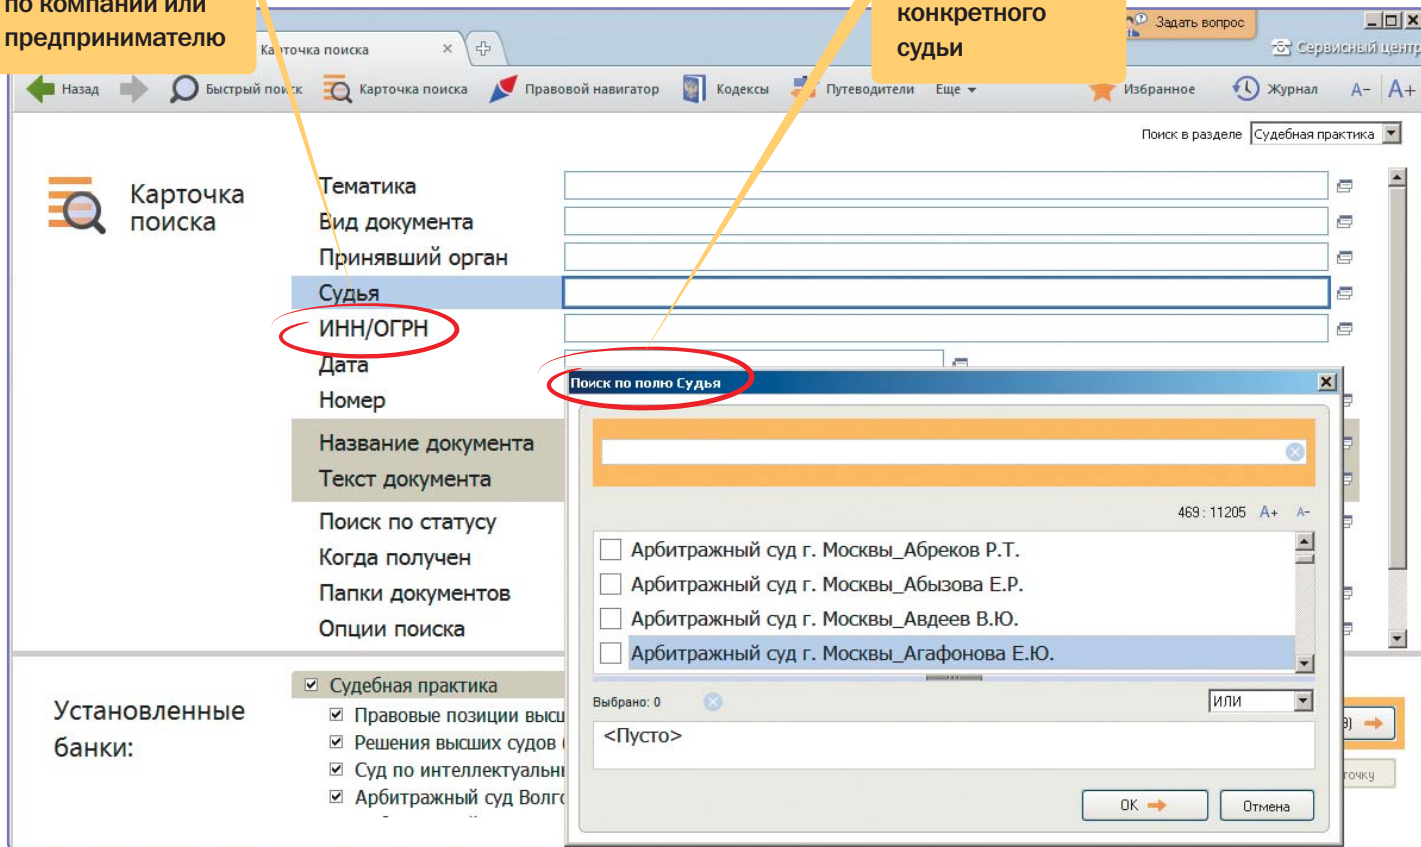 по компании или
предпринимателю
конкретного
судьи
Карточка поиска
Задать вопрос
Сервисный центр
Назад
Быстрый поиск
Карточка поиска
Правовой навигатор
Кодексы
Путеводители
Еще
Избранное
Журнал
А- А+
Поиск в разделе Судебная практика
Карточка
поиска
Тематика
Вид документа
Принявший орган
Судья
ИНН/ОГРН
Дата
Номер
Название документа
Текст документа
Поиск по статусу
Когда получен
Папки документов
Опции поиска
Поиск по полю Судья
469 : 11205 А+ А-
Арбитражный суд г. Москвы_Абреков Р.Т.
Арбитражный суд г. Москвы_Абызова Е.Р.
Арбитражный суд г. Москвы_Авдеев В.Ю.
Арбитражный суд г. Москвы_Агафонова Е.Ю.
Выбрано: 0
ИЛИ
<Пусто>
ОК
Отмена
Установленные
банки:
Судебная практика
Правовые позиции
Решения высших судов
Суд по
Арбитражный суд